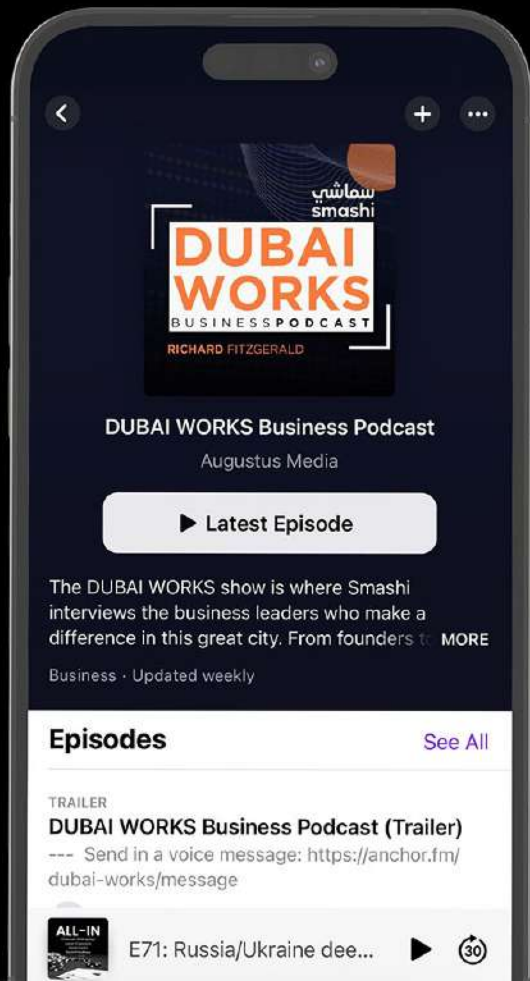 سماشي
smashi
DUBAI
WORKS
BUSINESSPODCAST
RICHARD FITZGERALD
DUBAI WORKS Business Podcast
Augustus Media
Latest Episode
The DUBAI WORKS show is where Smashi
interviews the business leaders who make a
difference in this great city. From founders to MORE
Business · Updated weekly
Episodes See All
TRAILER
DUBAI WORKS Business Podcast (Trailer)
--- Send in a voice message: https://anchor.fm/
dubai-works/message
ALL-IN
E71: Russia/Ukraine dee... 30